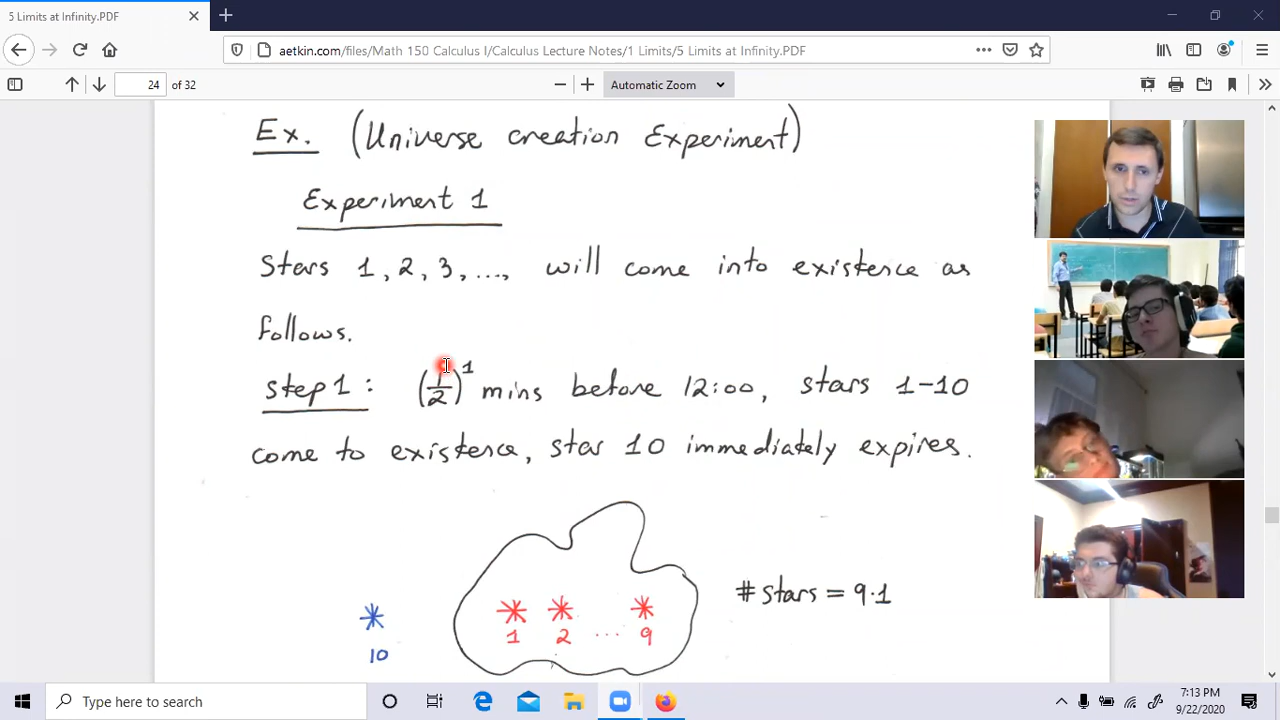 5 Limits at Infinity.PDF
aetkin.com/files/Math 150 Calculus I/Calculus Lecture Notes/1 Limits/5 Limits at Infinity.PDF
24 of 32
Automatic Zoom
Ex. (Universe creation Experiment)
Experiment 1
Stars 1, 2, 3, ..., will come into existence as
follows.
step 1: (1/2)^1 mins before 12:00, stars 1-10
come to existence, star 10 immediately expires.
# stars = 9·1
1 2 ... 9
10
Type here to search
7:13 PM
9/22/2020